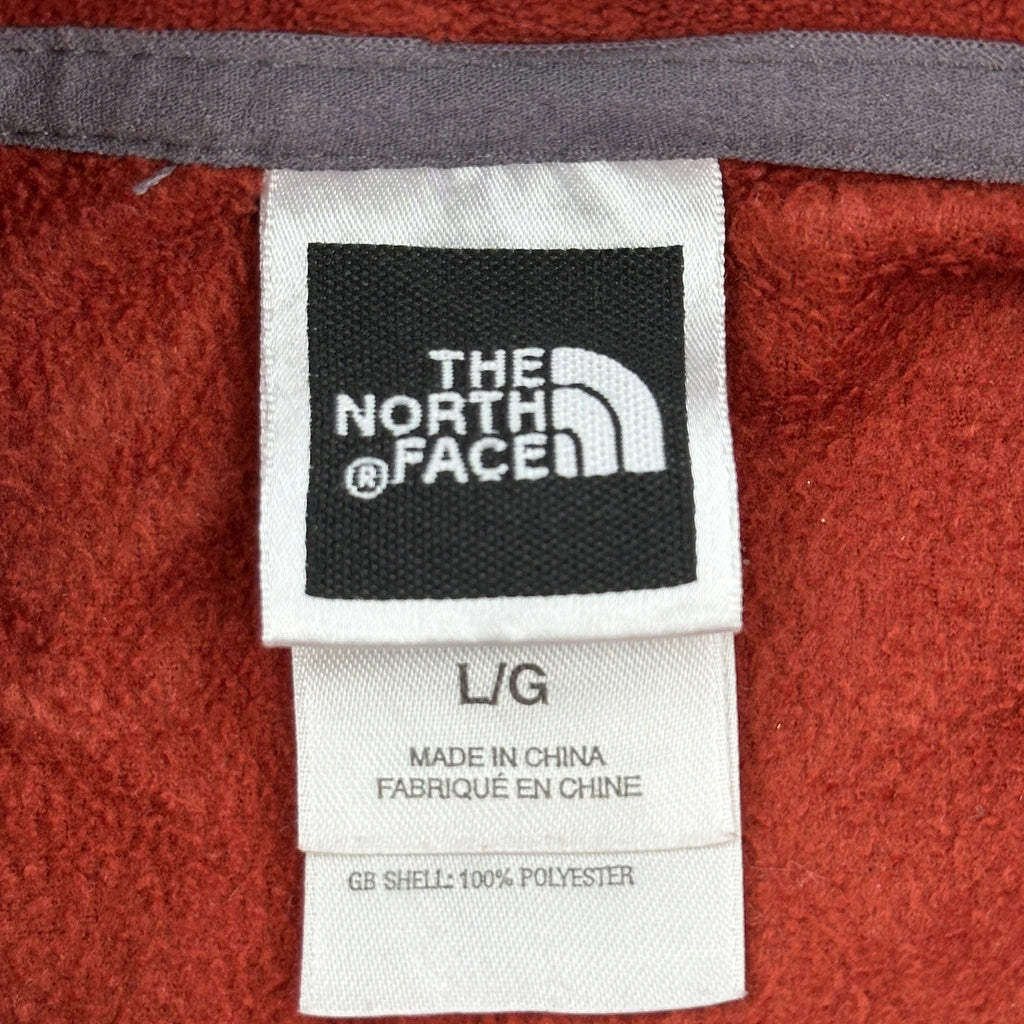 THE
NORTH
® FACE
L/G
MADE IN CHINA
FABRIQUÉ EN CHINE
GB SHELL: 100% POLYESTER